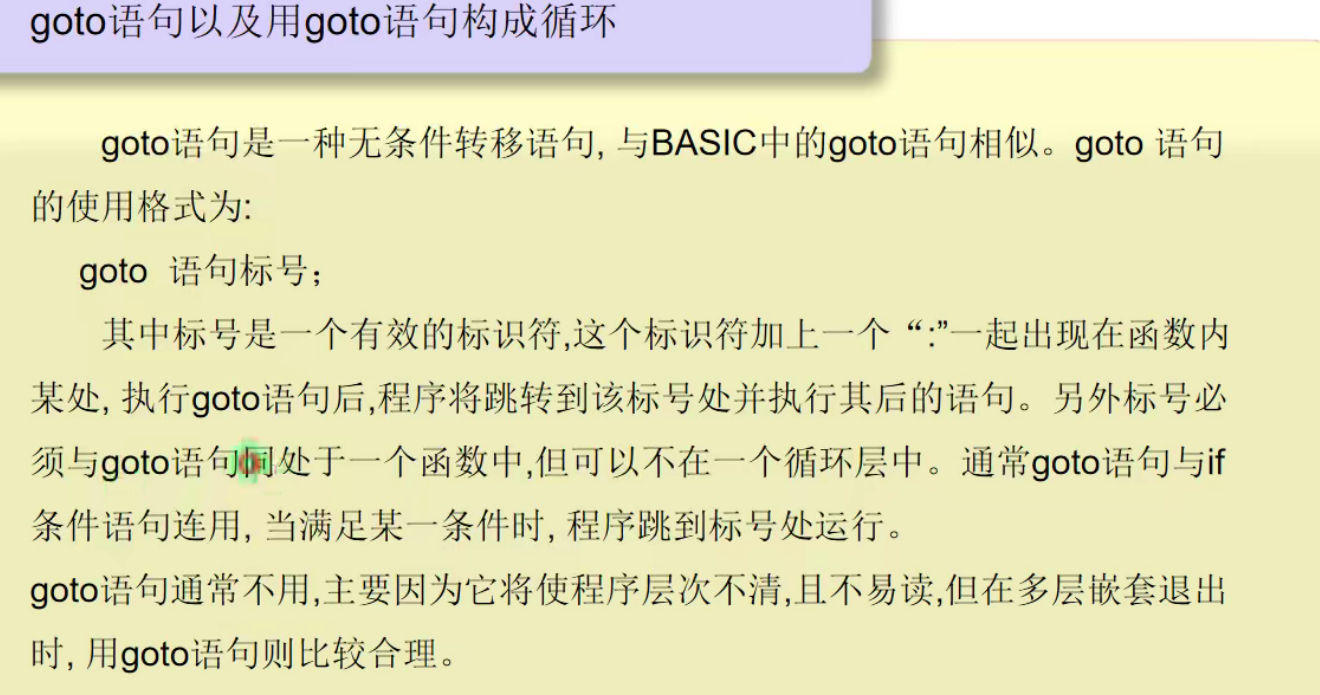 goto语句以及用goto语句构成循环
goto语句是一种无条件转移语句, 与BASIC中的goto语句相似。goto 语句
的使用格式为:
goto 语句标号；
其中标号是一个有效的标识符,这个标识符加上一个“:”一起出现在函数内
某处, 执行goto语句后,程序将跳转到该标号处并执行其后的语句。另外标号必
须与goto语句同处于一个函数中,但可以不在一个循环层中。通常goto语句与if
条件语句连用, 当满足某一条件时, 程序跳到标号处运行。
goto语句通常不用,主要因为它将使程序层次不清,且不易读,但在多层嵌套退出
时, 用goto语句则比较合理。